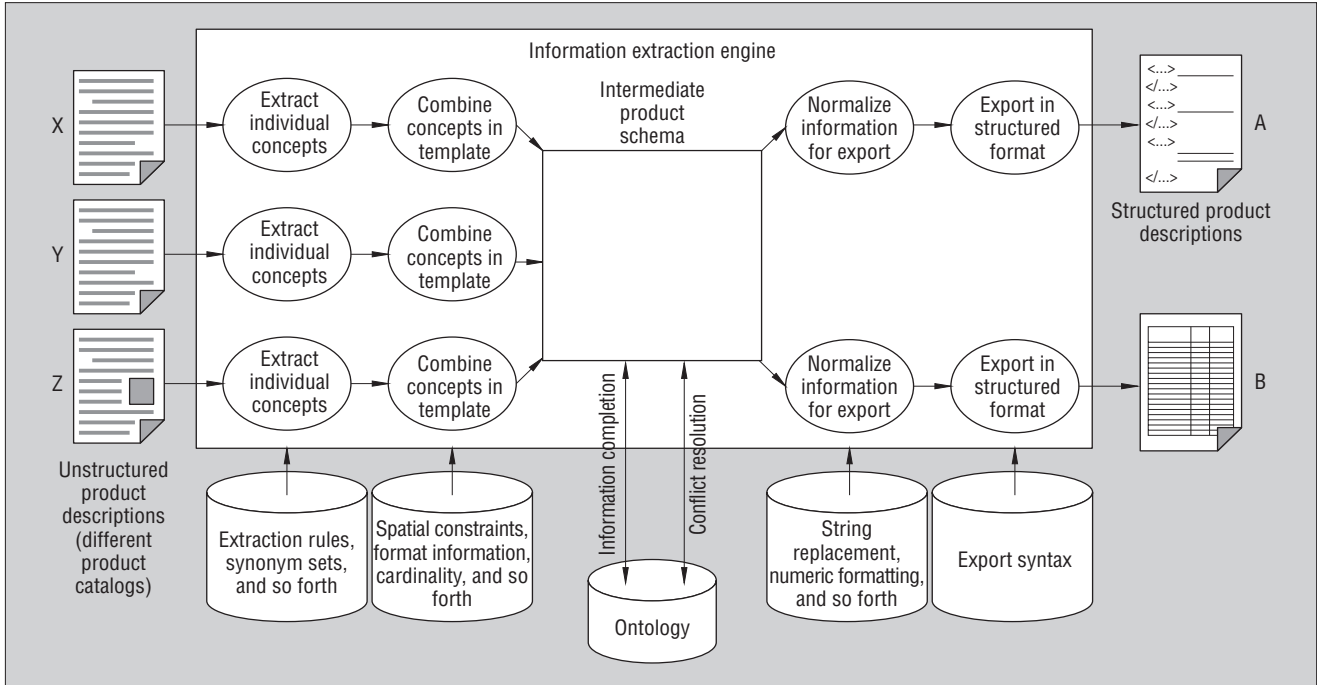 Information extraction engine
X
Extract
individual
concepts
Combine
concepts in
template
Intermediate
product
schema
Normalize
information
for export
Export in
structured
format
<...>
</...>
<...>
</...>
<...>
</...>
A
Structured product
descriptions
Y
Extract
individual
concepts
Combine
concepts in
template
Z
Extract
individual
concepts
Combine
concepts in
template
Normalize
information
for export
Export in
structured
format
B
Unstructured
product
descriptions
(different
product
catalogs)
Extraction rules,
synonym sets,
and so forth
Spatial constraints,
format information,
cardinality, and so
forth
Information completion
Conflict resolution
Ontology
String
replacement,
numeric formatting,
and so forth
Export syntax